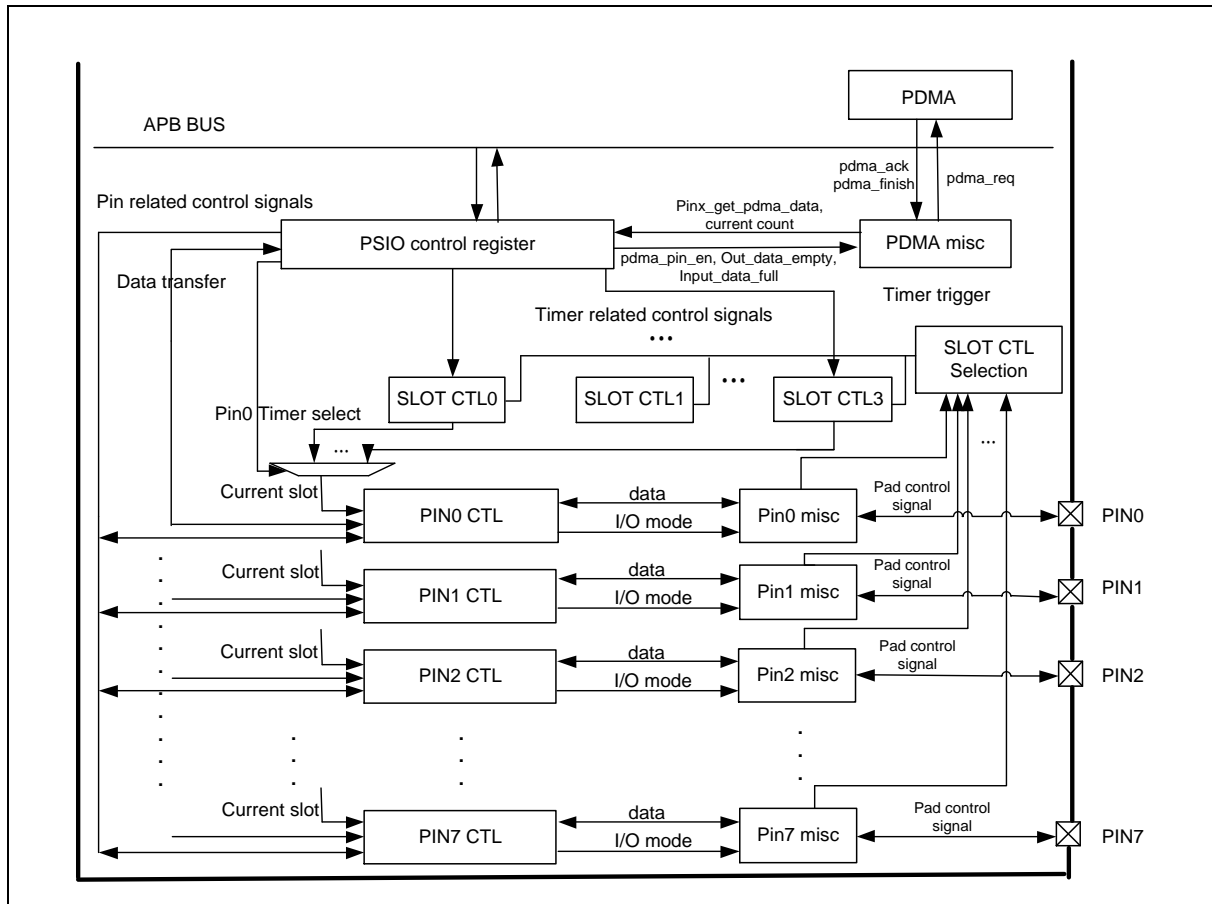 PDMA
APB BUS
pdma_ack
pdma_finish
pdma_req
Pin related control signals
Pinx_get_pdma_data,
current count
PSIO control register
PDMA misc
pdma_pin_en, Out_data_empty,
Input_data_full
Data transfer
Timer trigger
Timer related control signals
...
SLOT CTL
Selection
SLOT CTL0
SLOT CTL1
...
SLOT CTL3
Pin0 Timer select
...
...
Current slot
PIN0 CTL
data
I/O mode
Pin0 misc
Pad control
signal
PIN0
Current slot
PIN1 CTL
data
I/O mode
Pin1 misc
Pad control
signal
PIN1
Current slot
PIN2 CTL
data
I/O mode
Pin2 misc
Pad control
signal
PIN2
Current slot
PIN7 CTL
data
I/O mode
Pin7 misc
Pad control
signal
PIN7